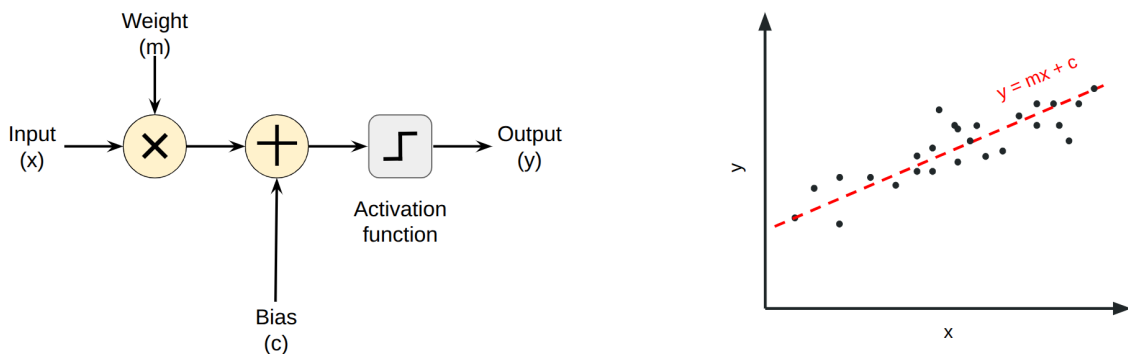 Weight
(m)
Input
(x)
Output
(y)
Activation
function
Bias
(c)
y = mx + c
y
x